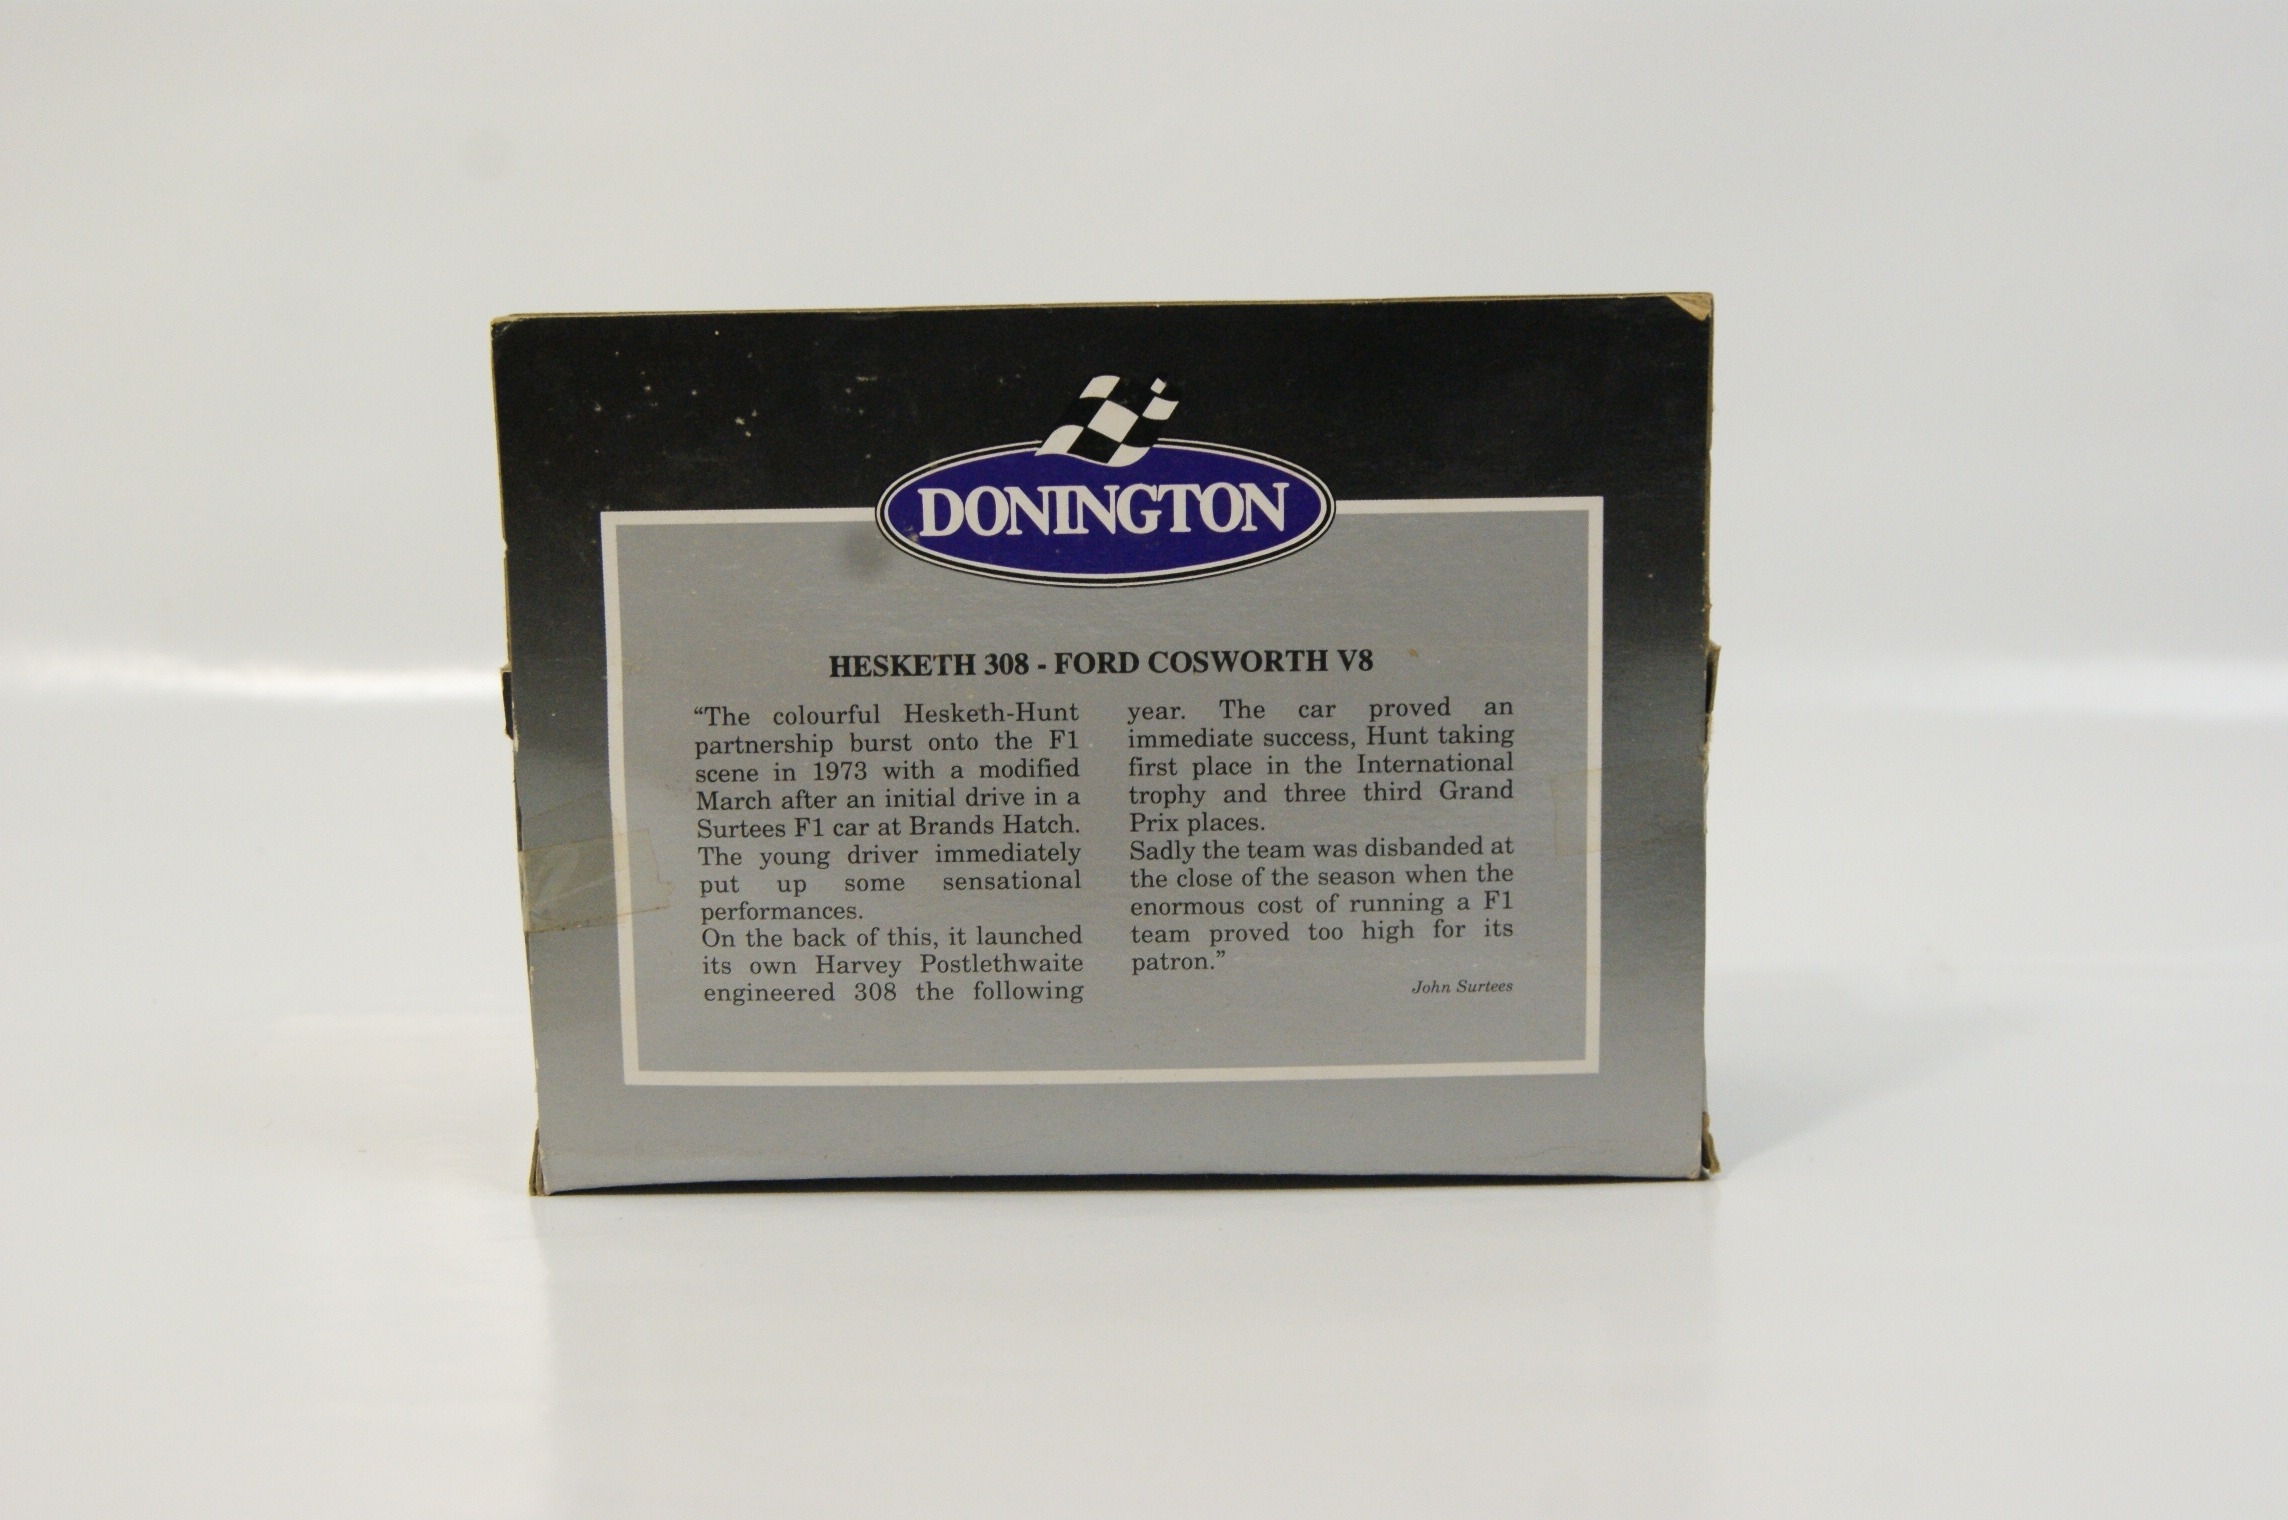 DONINGTON
HESKETH 308 - FORD COSWORTH V8
“The colourful Hesketh-Hunt
partnership burst onto the F1
scene in 1973 with a modified
March after an initial drive in a
Surtees F1 car at Brands Hatch.
The young driver immediately
put up some sensational
performances.
On the back of this, it launched
its own Harvey Postlethwaite
engineered 308 the following
year. The car proved an
immediate success, Hunt taking
first place in the International
trophy and three third Grand
Prix places.
Sadly the team was disbanded at
the close of the season when the
enormous cost of running a F1
team proved too high for its
patron.”
John Surtees